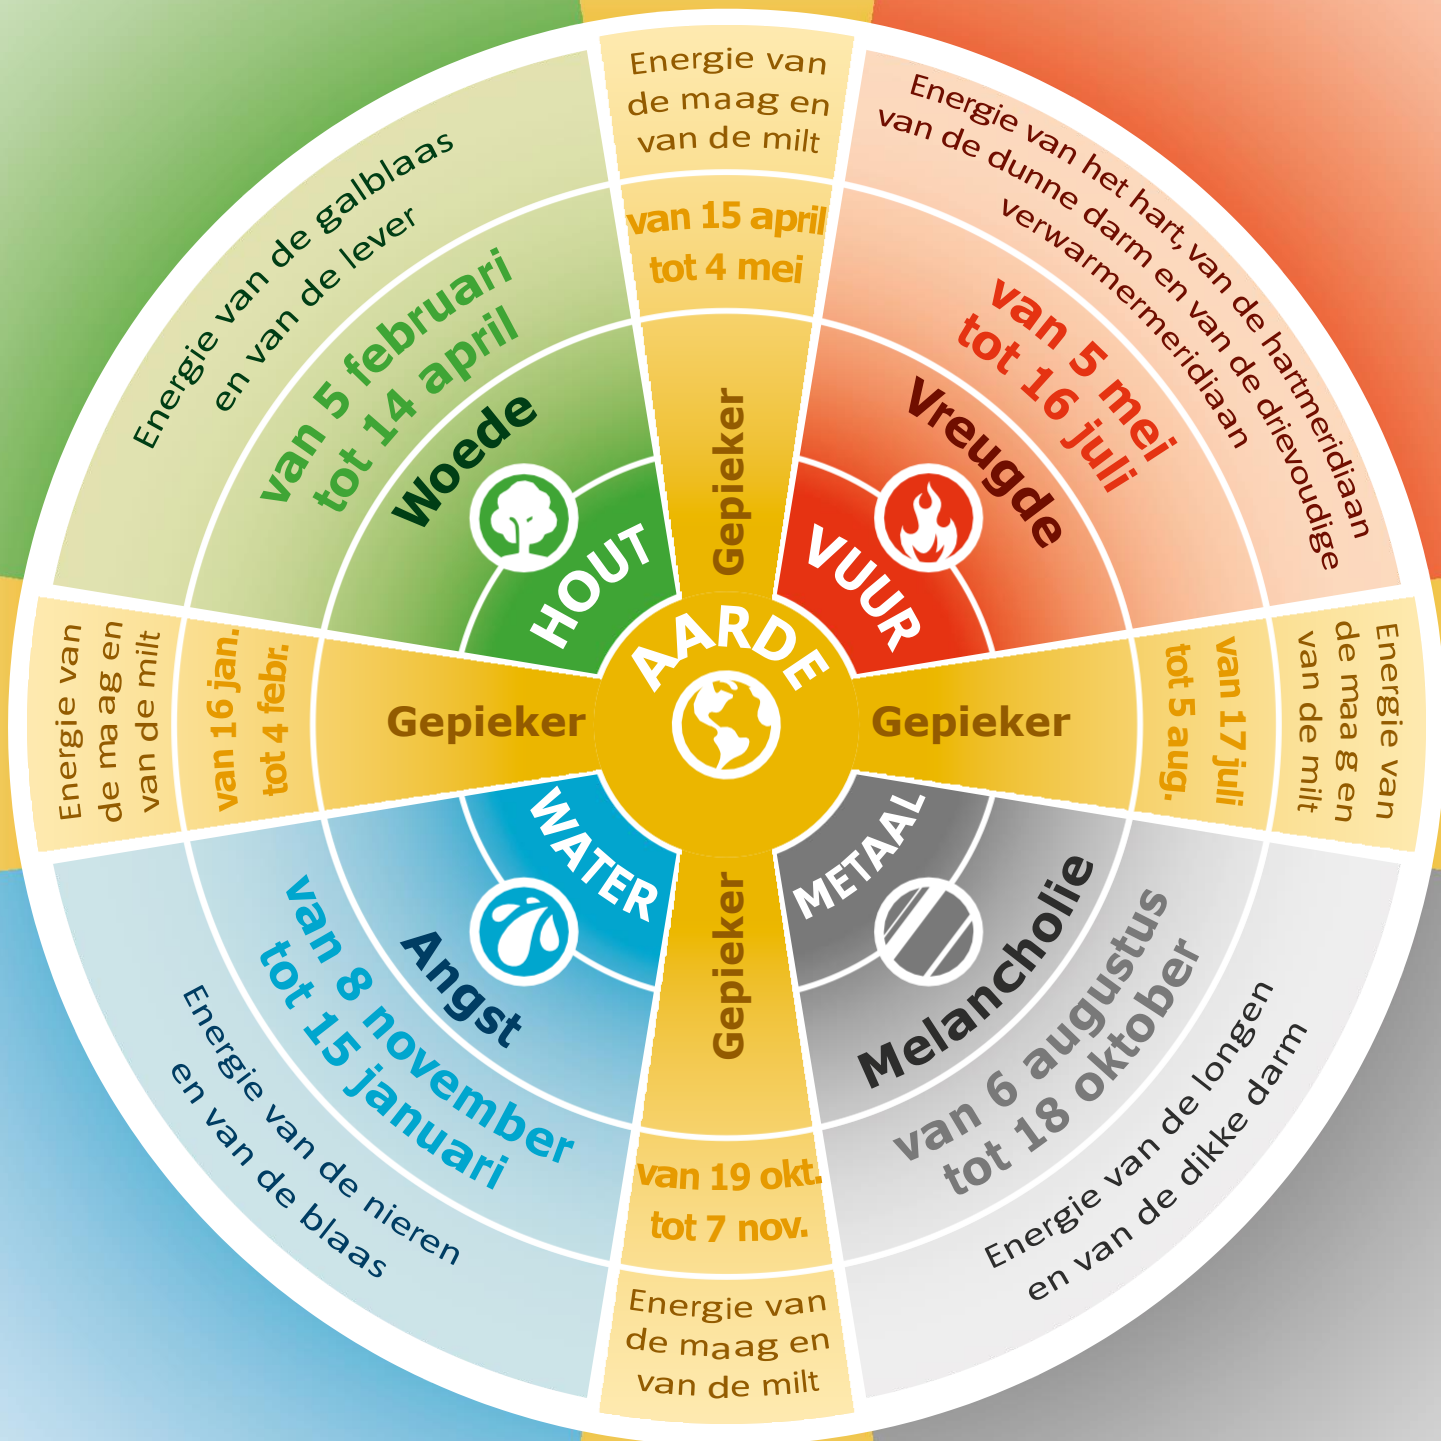 Energie van
de maag en
van de milt
van 15 april
tot 4 mei
Gepieker
Energie van het hart, van de hartmeridiaan
van de dunne darm en van de drievoudige
verwarmermeridiaan
van 5 mei
tot 16 juli
Vreugde
VUUR
Energie van
de maag en
van de milt
van 17 juli
tot 5 aug.
Gepieker
METAAL
Melancholie
van 6 augustus
tot 18 oktober
Energie van de longen
en van de dikke darm
Gepieker
van 19 okt.
tot 7 nov.
Energie van
de maag en
van de milt
WATER
Angst
van 8 november
tot 15 januari
Energie van de nieren
en van de blaas
Energie van
de maag en
van de milt
van 16 jan.
tot 4 febr.
Gepieker
Energie van de galblaas
en van de lever
van 5 februari
tot 14 april
Woede
HOUT
AARDE